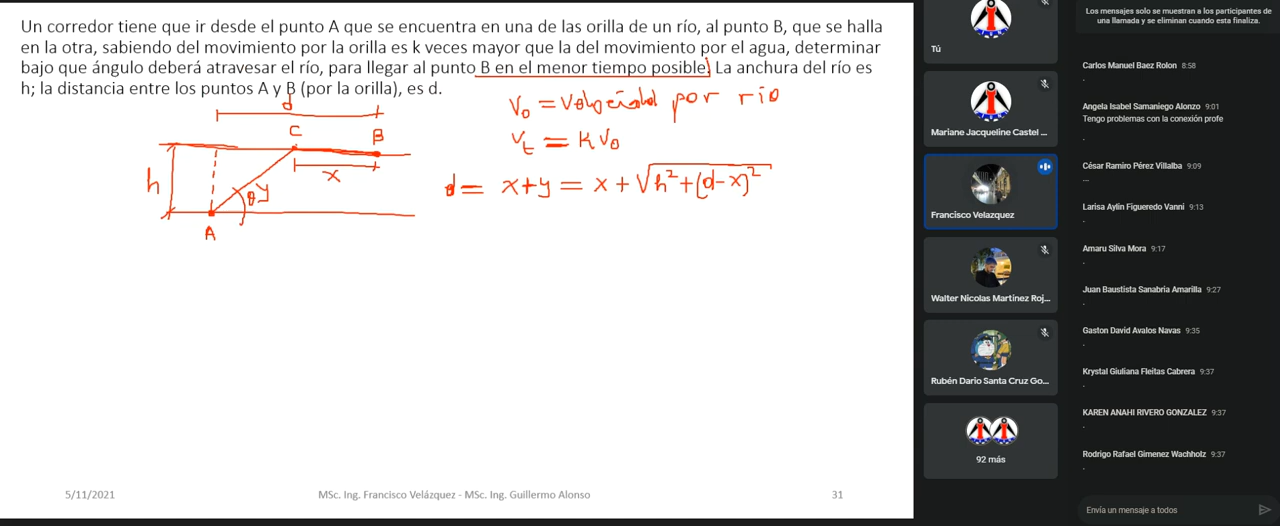 Un corredor tiene que ir desde el punto A que se encuentra en una de las orilla de un río, al punto B, que se halla
en la otra, sabiendo del movimiento por la orilla es k veces mayor que la del movimiento por el agua, determinar
bajo que ángulo deberá atravesar el río, para llegar al punto B en el menor tiempo posible. La anchura del río es
h; la distancia entre los puntos A y B (por la orilla), es d.
d
C
B
h
x
θ
y
A
V₀ = Velocidad por río
V_t = kV₀
d = x+y = x + √h²+(d-x)²
5/11/2021
MSc. Ing. Francisco Velázquez - MSc. Ing. Guillermo Alonso
31
Tú
Mariane Jacqueline Castel ...
Francisco Velazquez
Walter Nicolas Martínez Roj...
Rubén Dario Santa Cruz Go...
92 más
Los mensajes solo se muestran a los participantes de
una llamada y se eliminan cuando esta finaliza.
Carlos Manuel Baez Rolon 8:58
.
Angela Isabel Samaniego Alonzo 9:01
Tengo problemas con la conexión profe
.
César Ramiro Pérez Villalba 9:09
...
Larisa Aylin Figueredo Vanni 9:13
.
Amaru Silva Mora 9:17
.
Juan Baustista Sanabria Amarilla 9:27
.
Gaston David Avalos Navas 9:35
.
Krystal Giuliana Fleitas Cabrera 9:37
.
KAREN ANAHI RIVERO GONZALEZ 9:37
.
Rodrigo Rafael Gimenez Wachholz 9:37
.
Envía un mensaje a todos